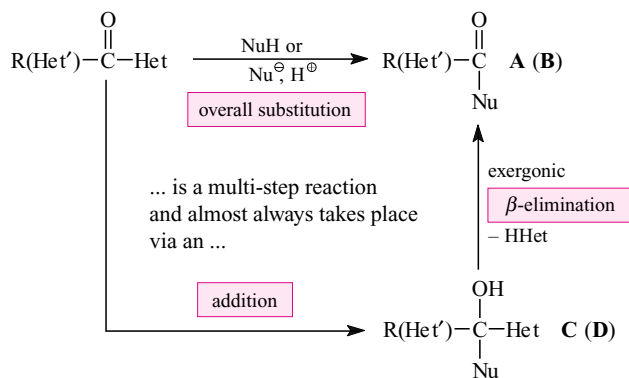 O
R(Het′)—C—Het
NuH or
Nu⊖, H⊕
overall substitution
O
R(Het′)—C
Nu
A (B)
... is a multi-step reaction
and almost always takes place
via an ...
exergonic
β-elimination
– HHet
addition
OH
R(Het′)—C—Het
Nu
C (D)